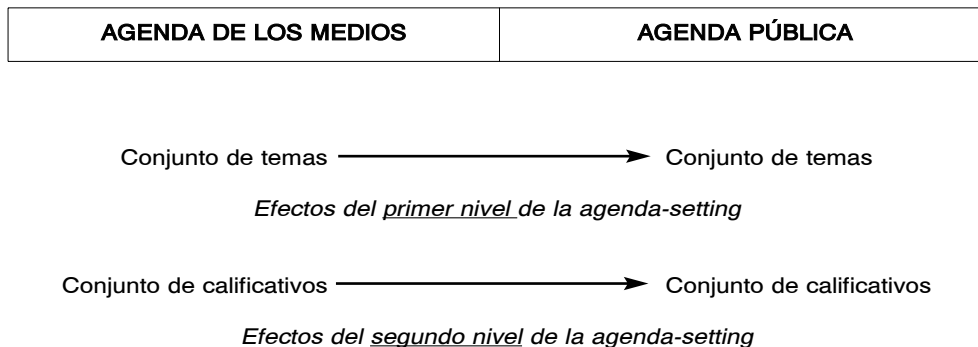 AGENDA DE LOS MEDIOS AGENDA PÚBLICA
Conjunto de temas Conjunto de temas
Efectos del primer nivel de la agenda-setting
Conjunto de calificativos Conjunto de calificativos
Efectos del segundo nivel de la agenda-setting